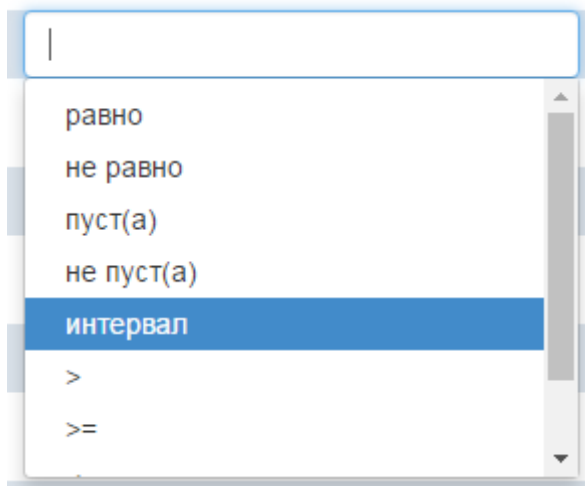 равно
не равно
пуст(а)
не пуст(а)
интервал
>
>=